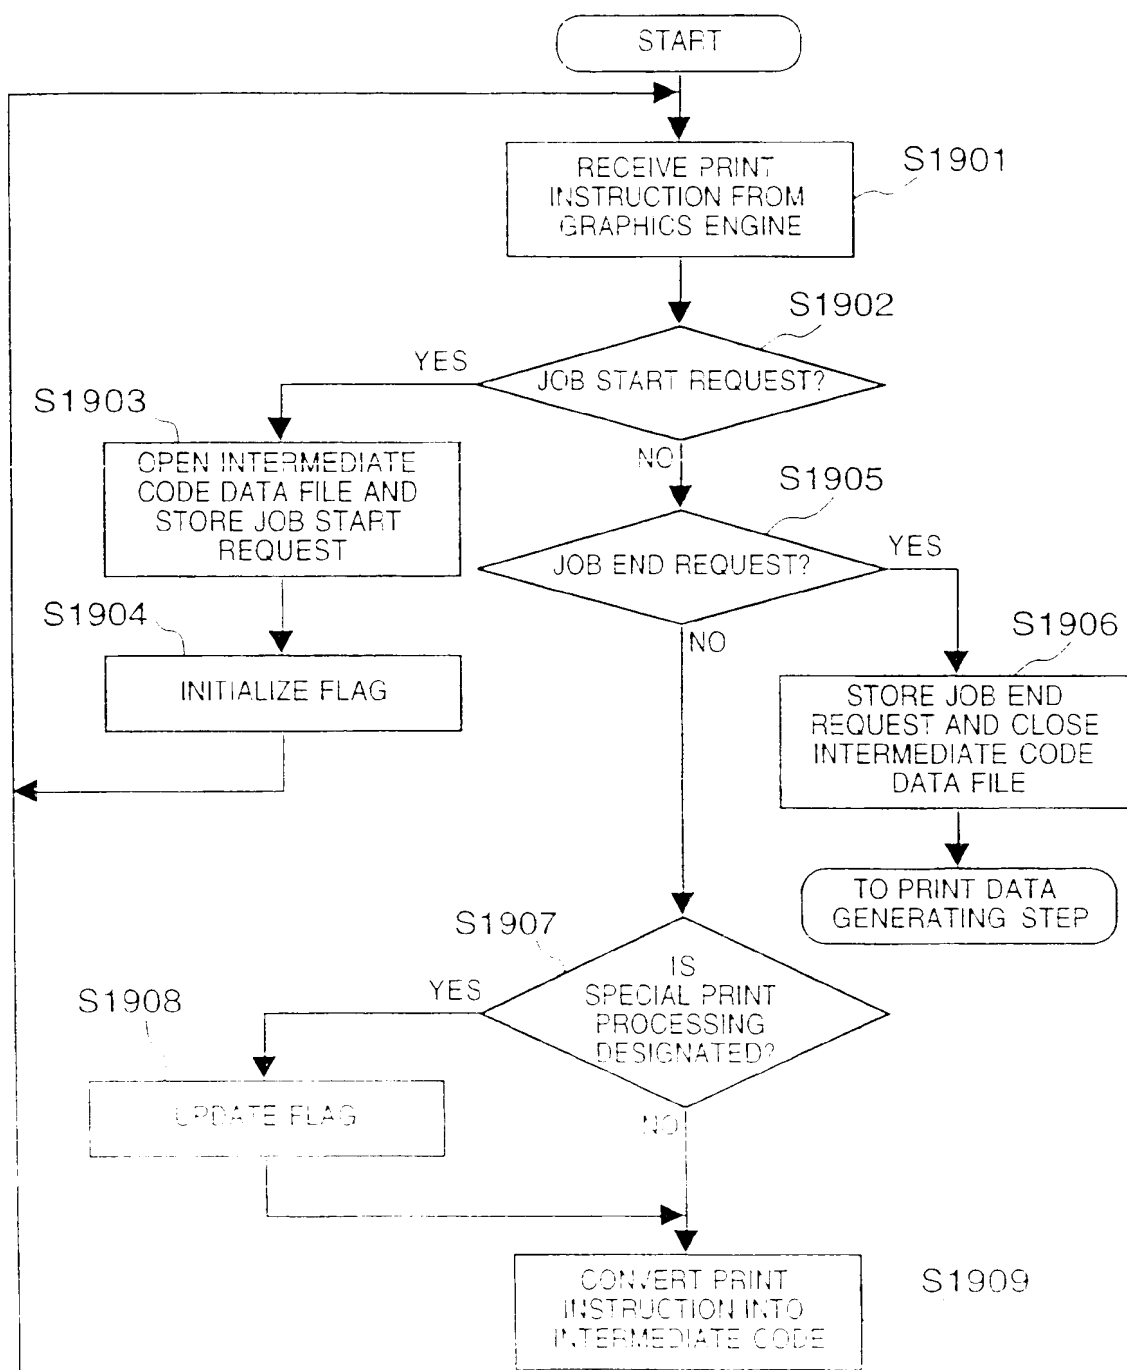 START
RECEIVE PRINT
INSTRUCTION FROM
GRAPHICS ENGINE
S1901
S1902
YES
JOB START REQUEST?
S1903
NO
OPEN INTERMEDIATE
CODE DATA FILE AND
STORE JOB START
REQUEST
S1905
JOB END REQUEST?
YES
S1904
NO
S1906
INITIALIZE FLAG
STORE JOB END
REQUEST AND CLOSE
INTERMEDIATE CODE
DATA FILE
TO PRINT DATA
GENERATING STEP
S1907
IS
SPECIAL PRINT
PROCESSING
DESIGNATED?
YES
S1908
UPDATE FLAG
NO
CONVERT PRINT
INSTRUCTION INTO
INTERMEDIATE CODE
S1909